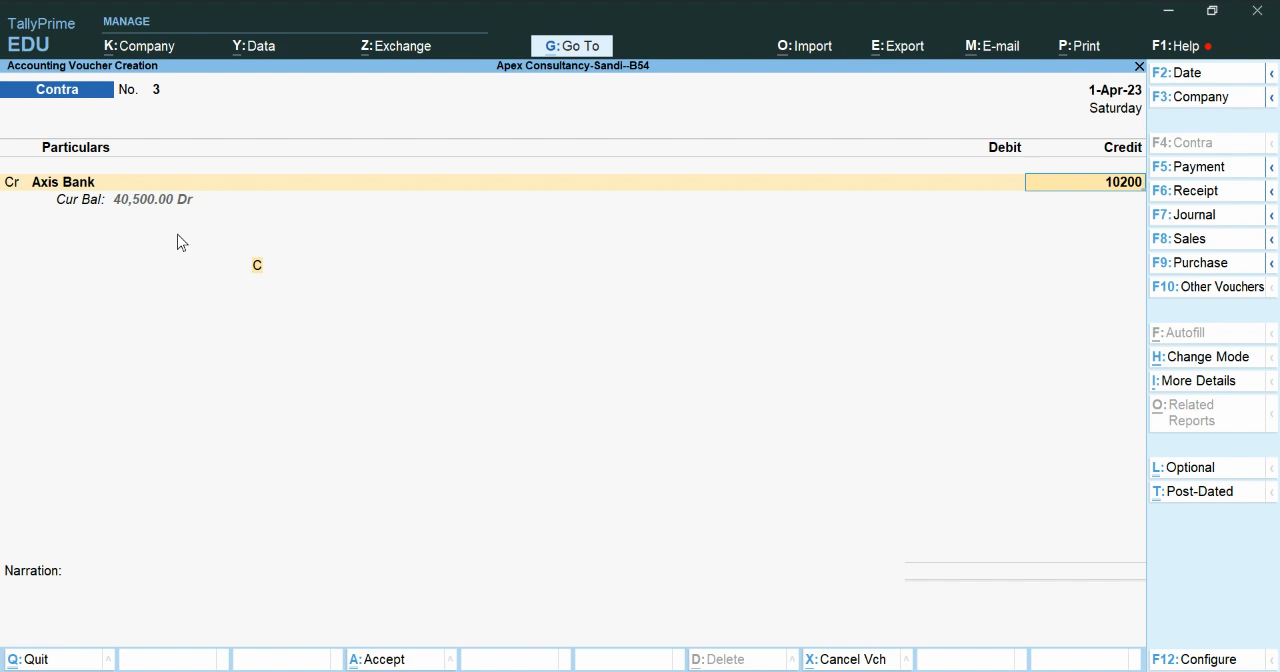 TallyPrime
EDU
MANAGE
K:Company Y:Data Z:Exchange G:Go To O:Import E:Export M:E-mail P:Print F1:Help
Accounting Voucher Creation Apex Consultancy-Sandi--B54
Contra No. 3 1-Apr-23
Saturday
Particulars Debit Credit
Cr Axis Bank 10200
Cur Bal: 40,500.00 Dr
C
Narration:
F2:Date
F3:Company
F4:Contra
F5:Payment
F6:Receipt
F7:Journal
F8:Sales
F9:Purchase
F10:Other Vouchers
F:Autofill
H:Change Mode
I:More Details
O:Related
Reports
L:Optional
T:Post-Dated
Q:Quit A:Accept D:Delete X:Cancel Vch F12:Configure